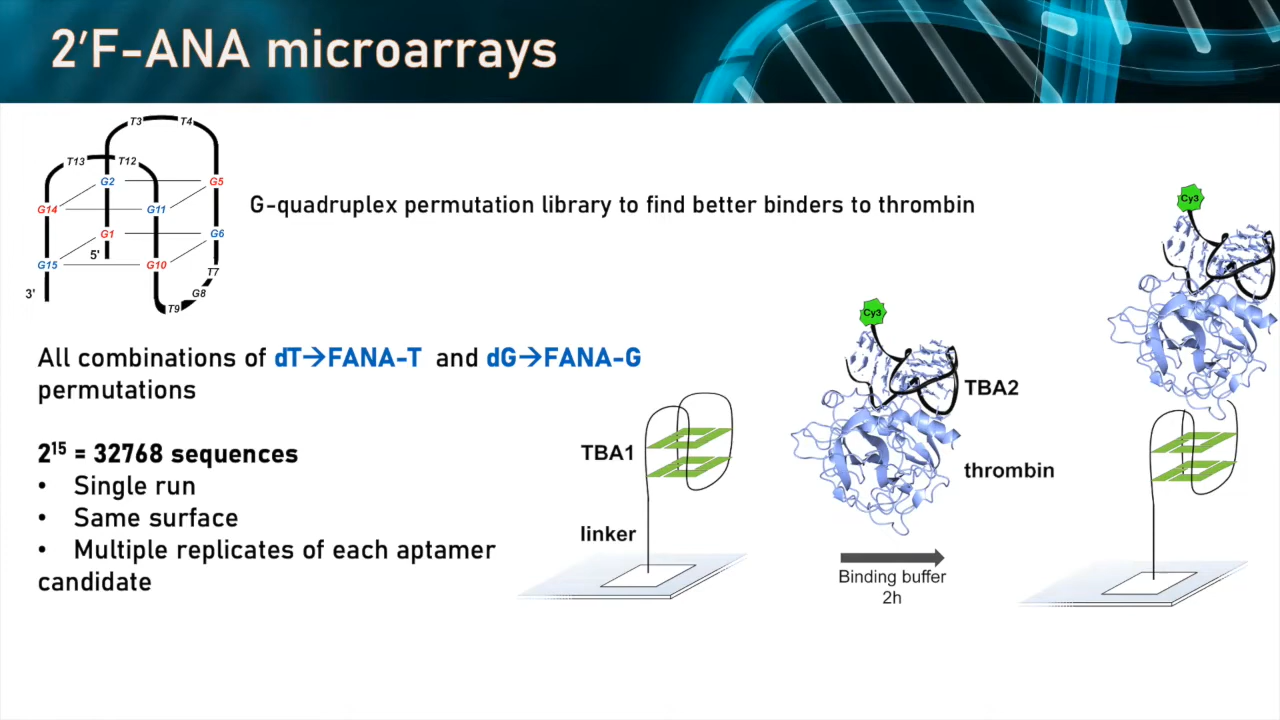 2′F-ANA microarrays
T3 T4
T13 T12
G2 G5
G14 G11
G1 G6
5'
G15 G10
T7
3' G8
T9
G-quadruplex permutation library to find better binders to thrombin
All combinations of dT→FANA-T and dG→FANA-G
permutations
2¹⁵ = 32768 sequences
• Single run
• Same surface
• Multiple replicates of each aptamer
candidate
TBA1
linker
Cy3
TBA2
thrombin
Binding buffer
2h
Cy3